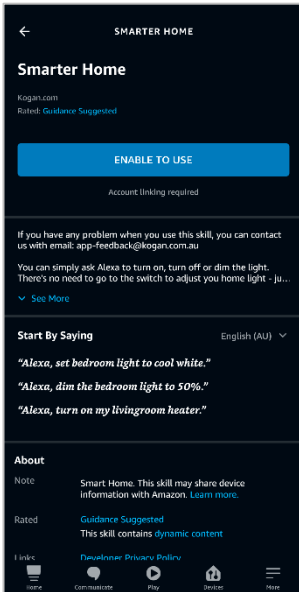 SMARTER HOME
Smarter Home
Kogan.com
Rated: Guidance Suggested
ENABLE TO USE
Account linking required
If you have any problem when you use this skill, you can contact
us with email: app-feedback@kogan.com.au
You can simply ask Alexa to turn on, turn off or dim the light.
There's no need to go to the switch to adjust you home light - ju...
See More
Start By Saying
English (AU)
“Alexa, set bedroom light to cool white.”
“Alexa, dim the bedroom light to 50%.”
“Alexa, turn on my livingroom heater.”
About
Note
Smart Home. This skill may share device
information with Amazon. Learn more.
Rated
Guidance Suggested
This skill contains dynamic content
Links
Developer Privacy Policy
Home
Communicate
Play
Devices
More